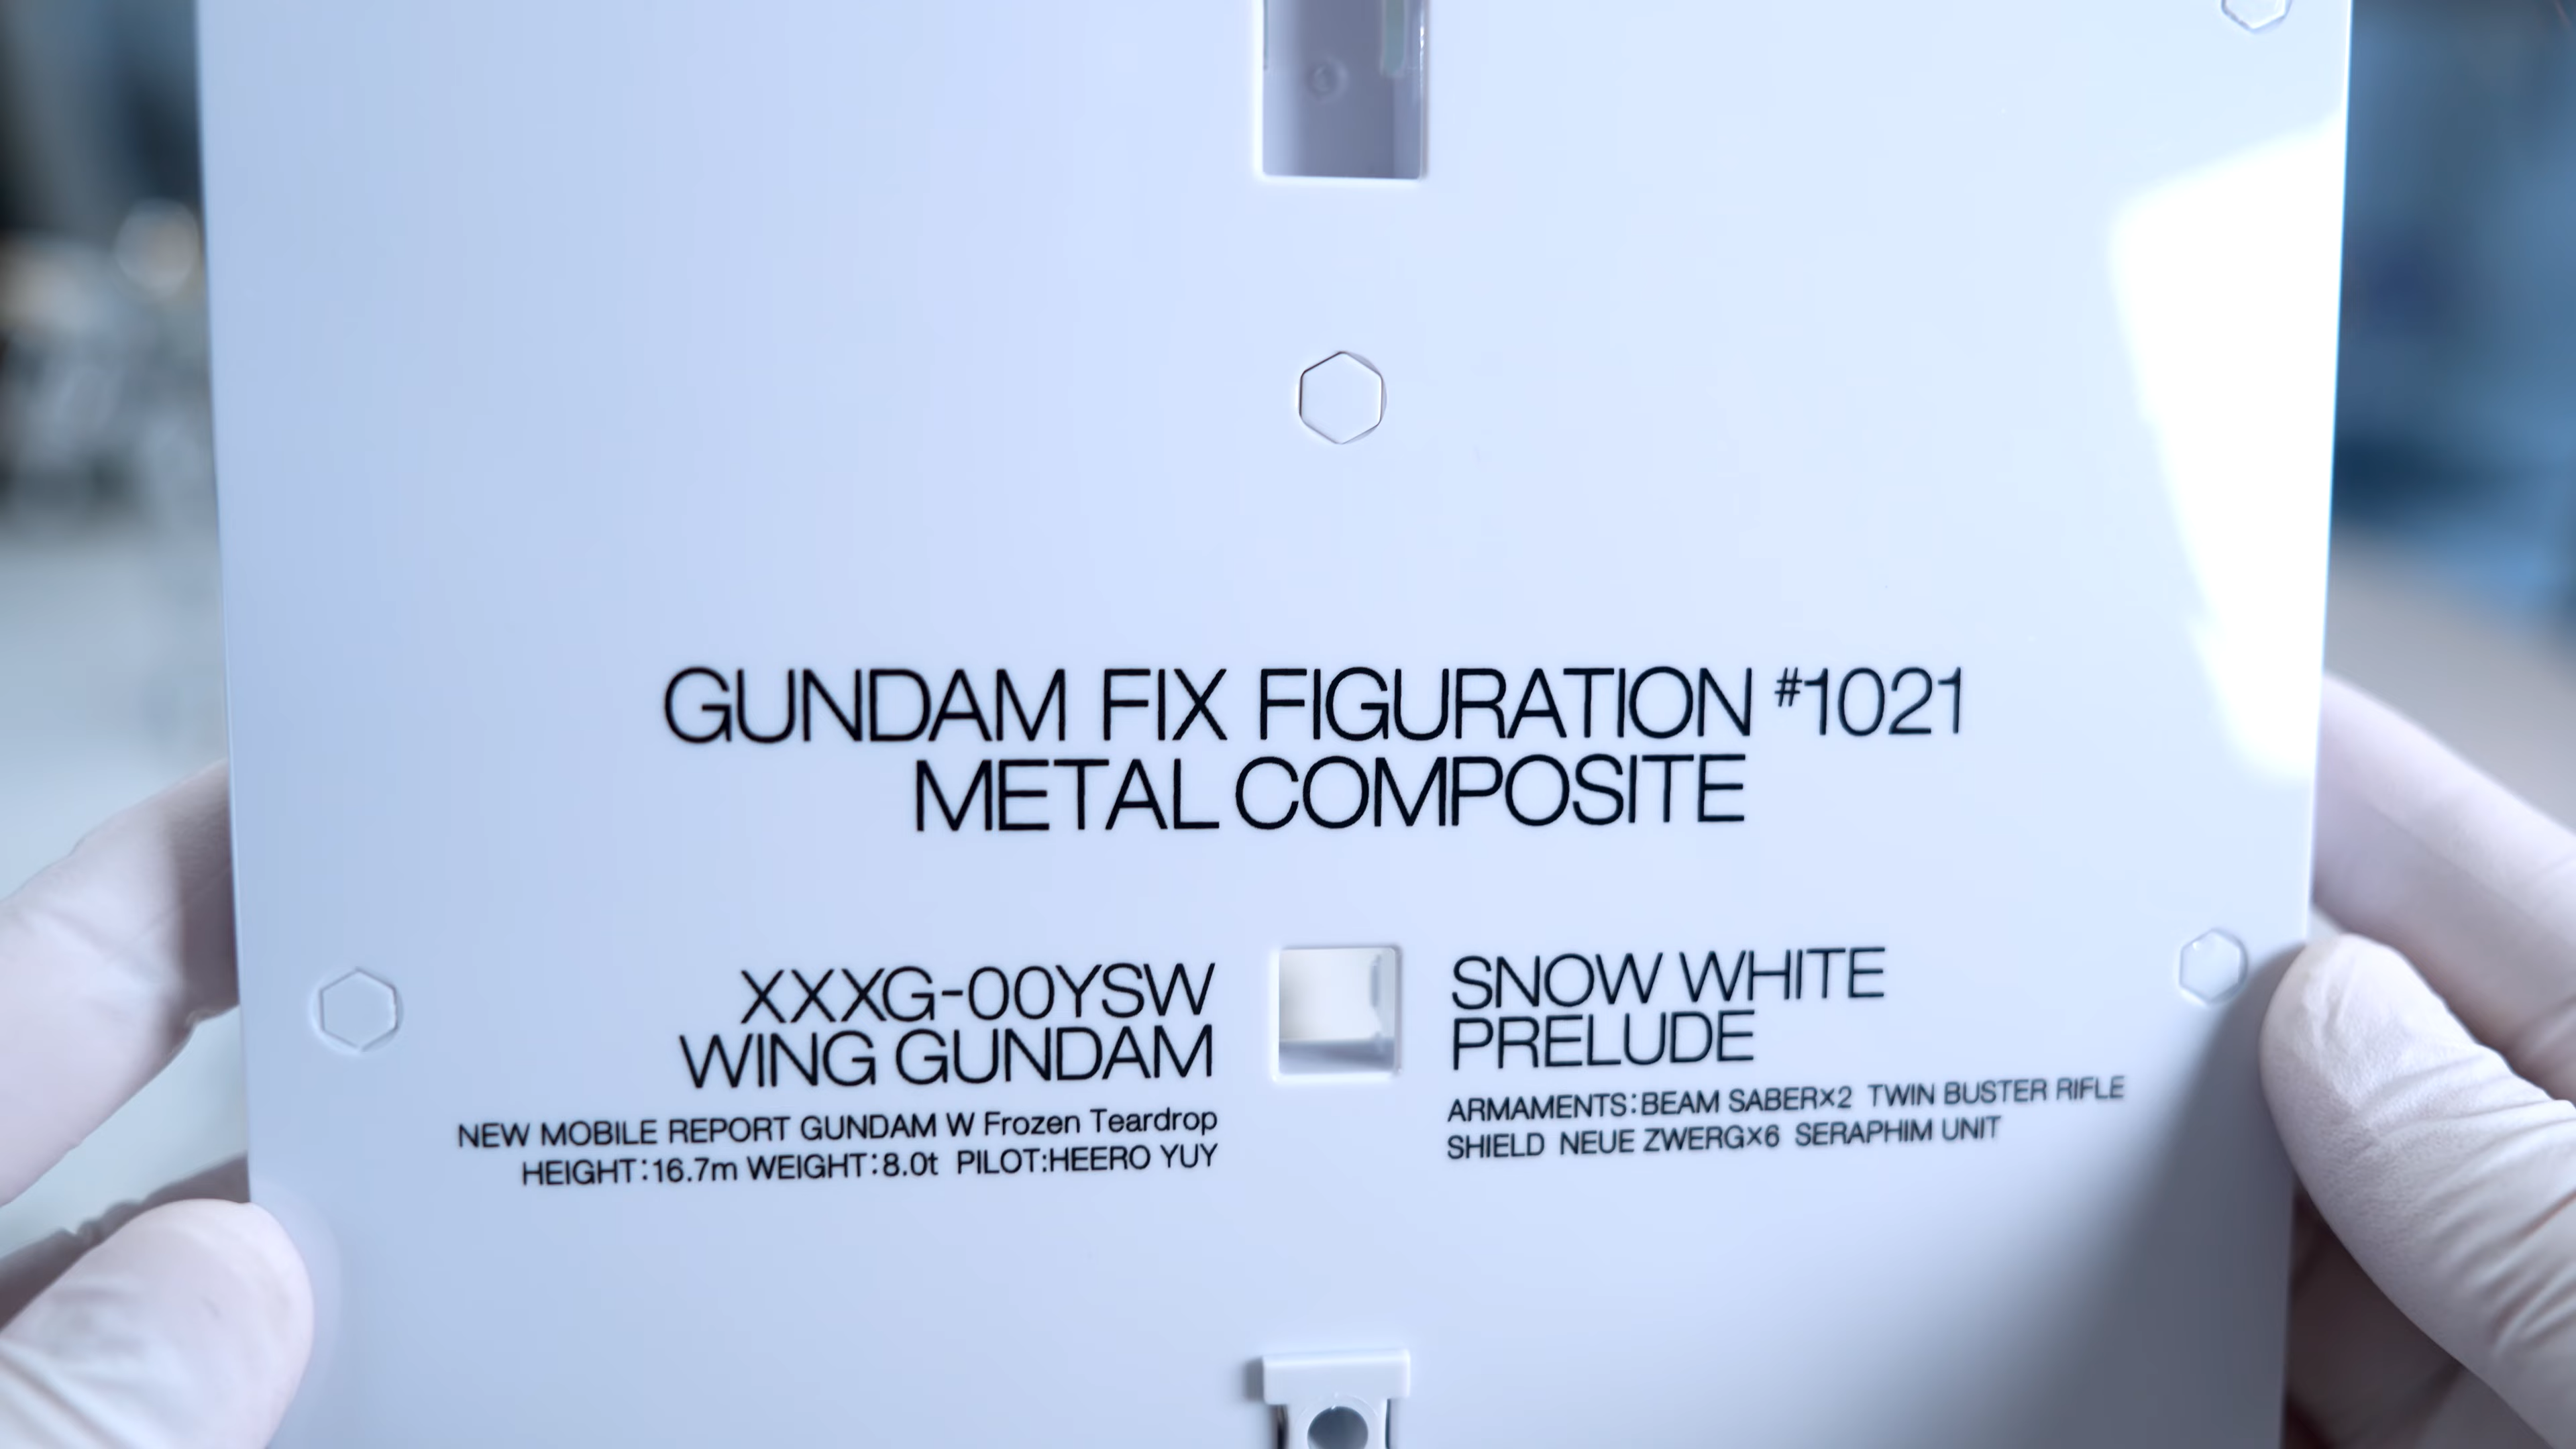 GUNDAM FIX FIGURATION #1021
METAL COMPOSITE
XXXG-00YSW
WING GUNDAM
NEW MOBILE REPORT GUNDAM W Frozen Teardrop
HEIGHT:16.7m WEIGHT:8.0t PILOT:HEERO YUY
SNOW WHITE
PRELUDE
ARMAMENTS:BEAM SABER×2 TWIN BUSTER RIFLE
SHIELD NEUE ZWERG×6 SERAPHIM UNIT